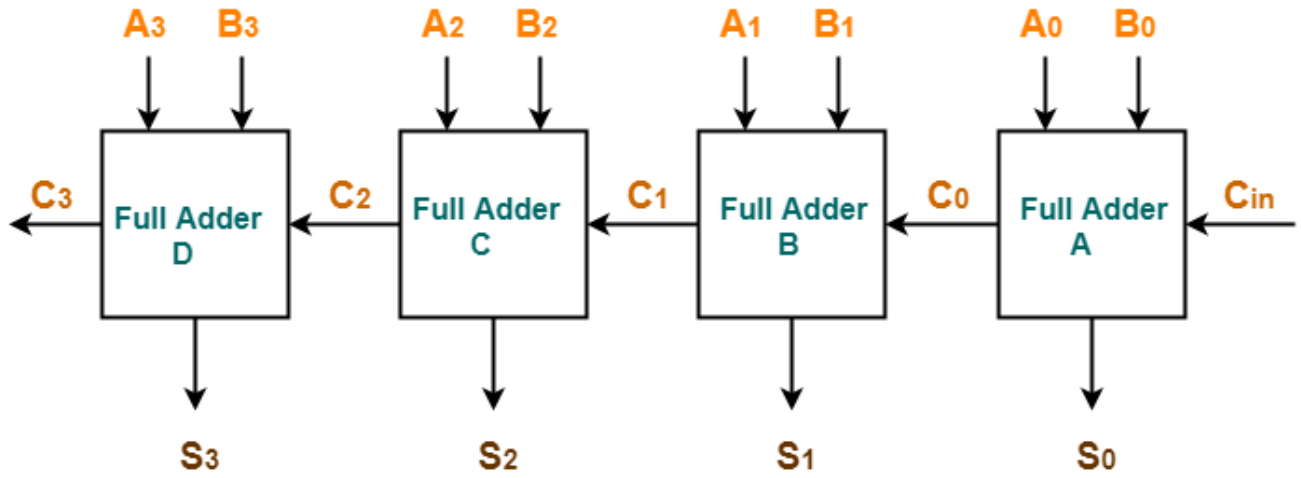 A3 B3 A2 B2 A1 B1 A0 B0
C3 C2 C1 C0 Cin
Full Adder Full Adder Full Adder Full Adder
D C B A
S3 S2 S1 S0